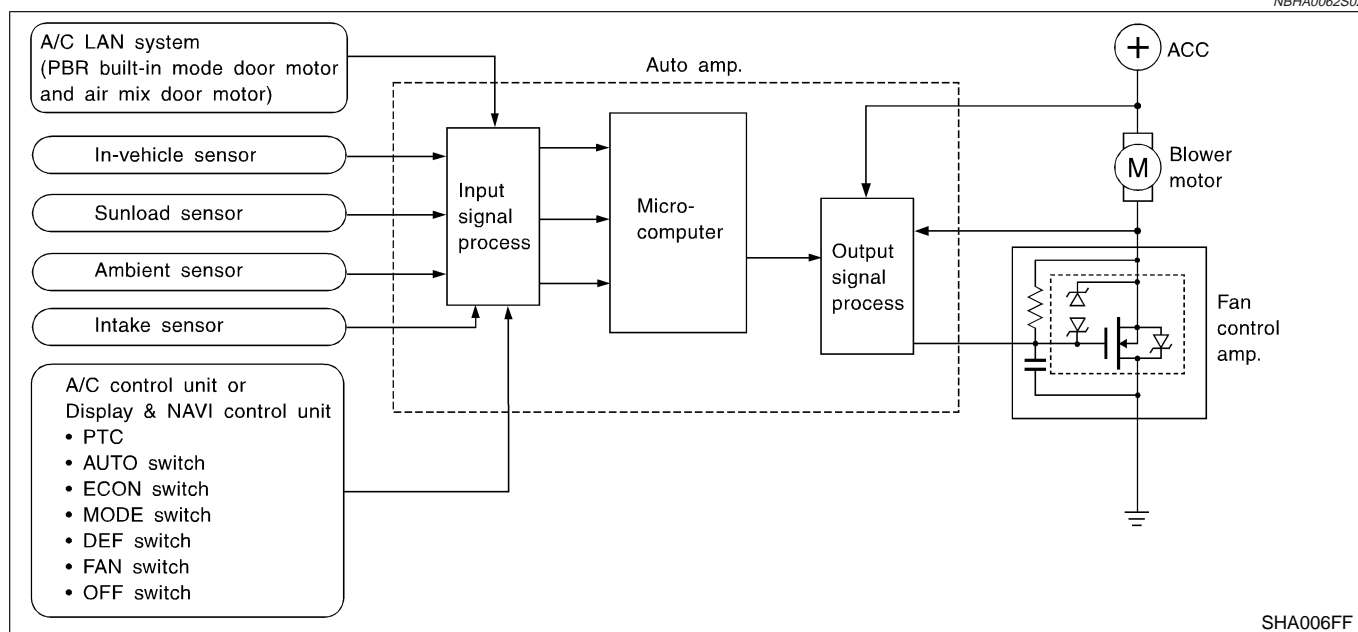 NBHA0062S02
A/C LAN system
(PBR built-in mode door motor
and air mix door motor)
In-vehicle sensor
Sunload sensor
Ambient sensor
Intake sensor
A/C control unit or
Display & NAVI control unit
• PTC
• AUTO switch
• ECON switch
• MODE switch
• DEF switch
• FAN switch
• OFF switch
Auto amp.
Input
signal
process
Micro-
computer
Output
signal
process
+
ACC
M
Blower
motor
Fan
control
amp.
SHA006FF